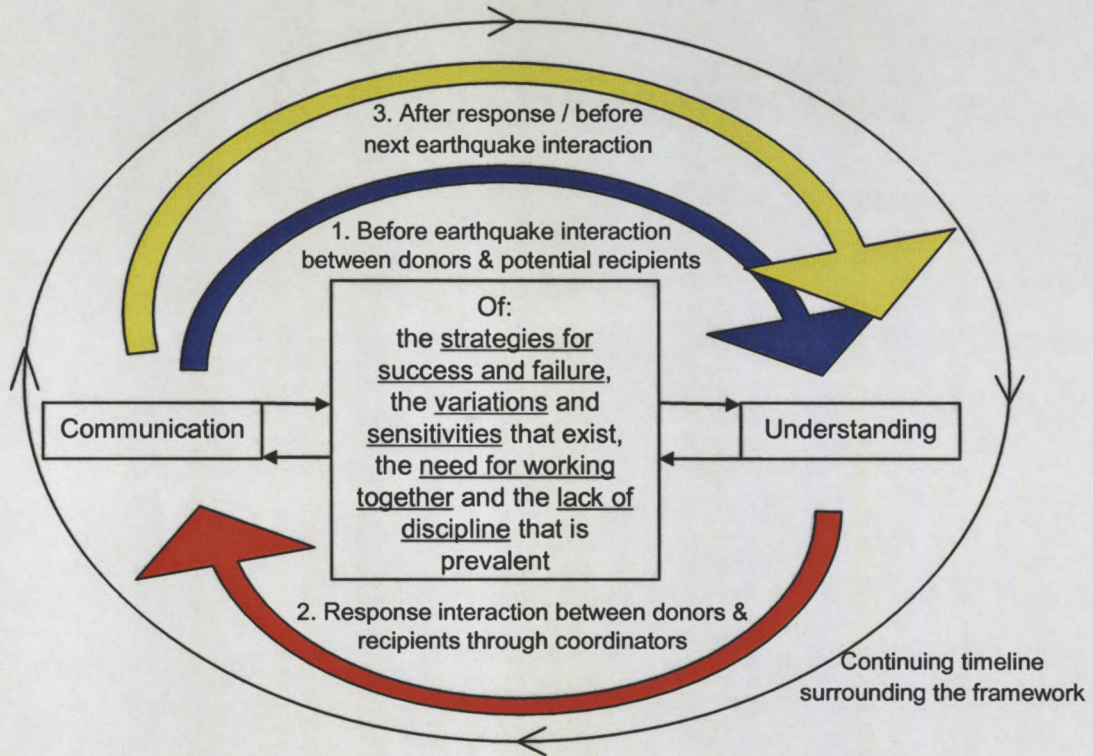 3. After response / before
next earthquake interaction
1. Before earthquake interaction
between donors & potential recipients
Of:
the strategies for
success and failure,
the variations and
sensitivities that exist,
the need for working
together and the lack of
discipline that is
prevalent
Communication
Understanding
2. Response interaction between donors &
recipients through coordinators
Continuing timeline
surrounding the framework